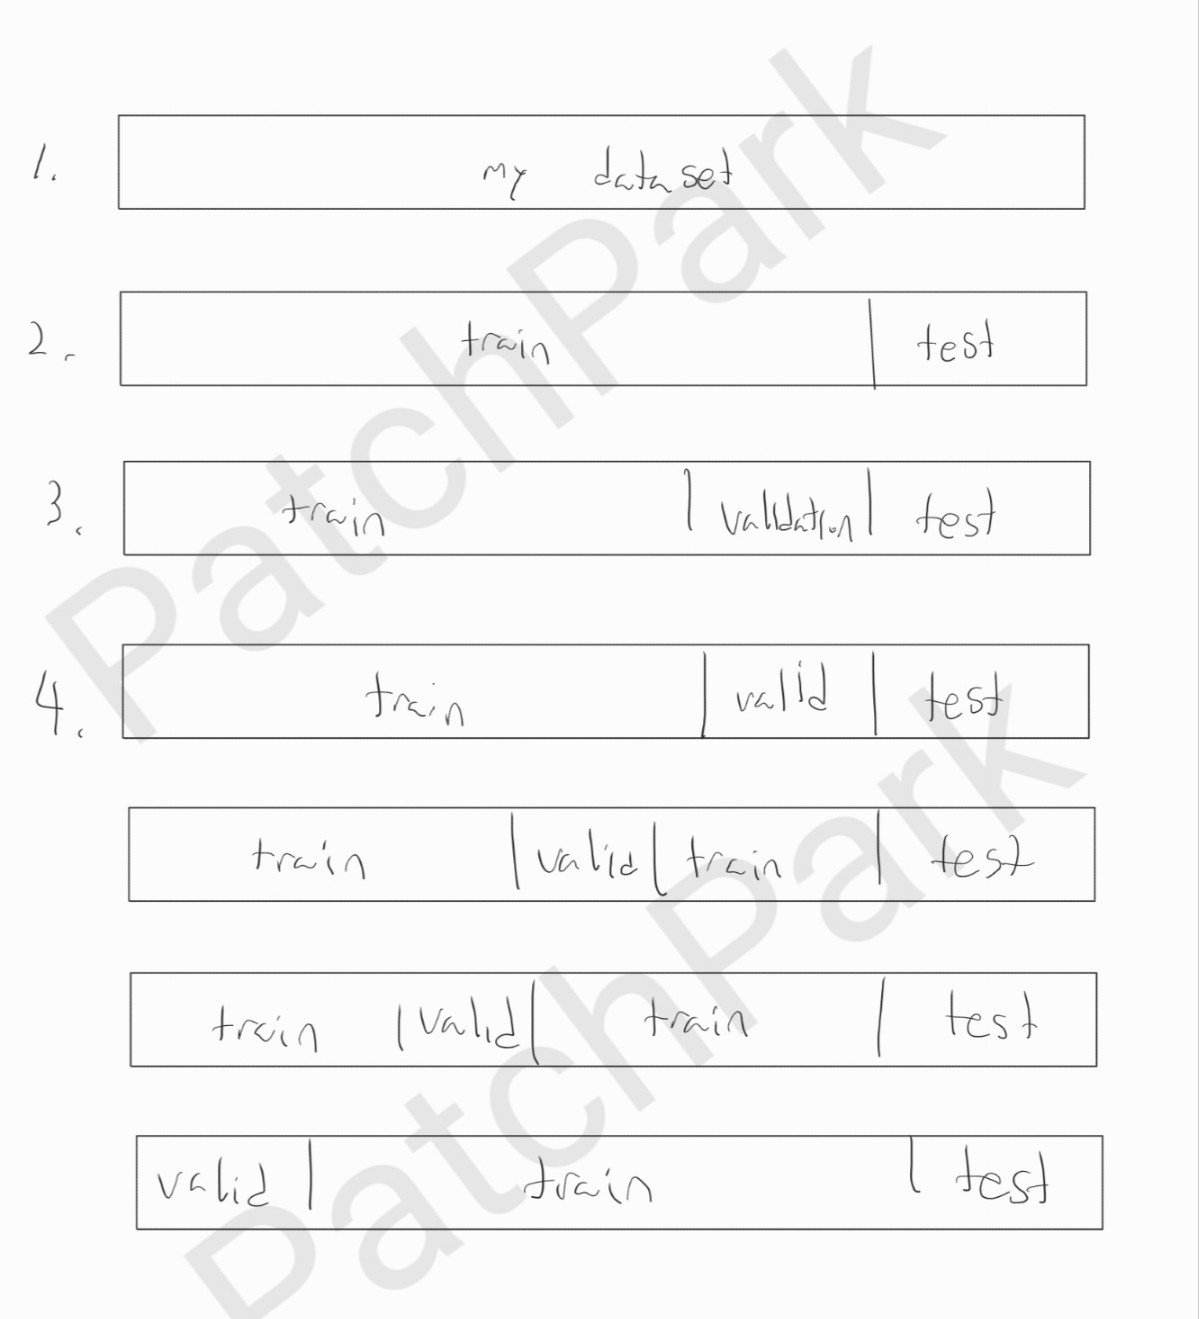 1. my dataset
2. train | test
3. train | validation | test
4. train | valid | test
train | valid | train | test
train | valid | train | test
valid | train | test
PatchPark
PatchPark